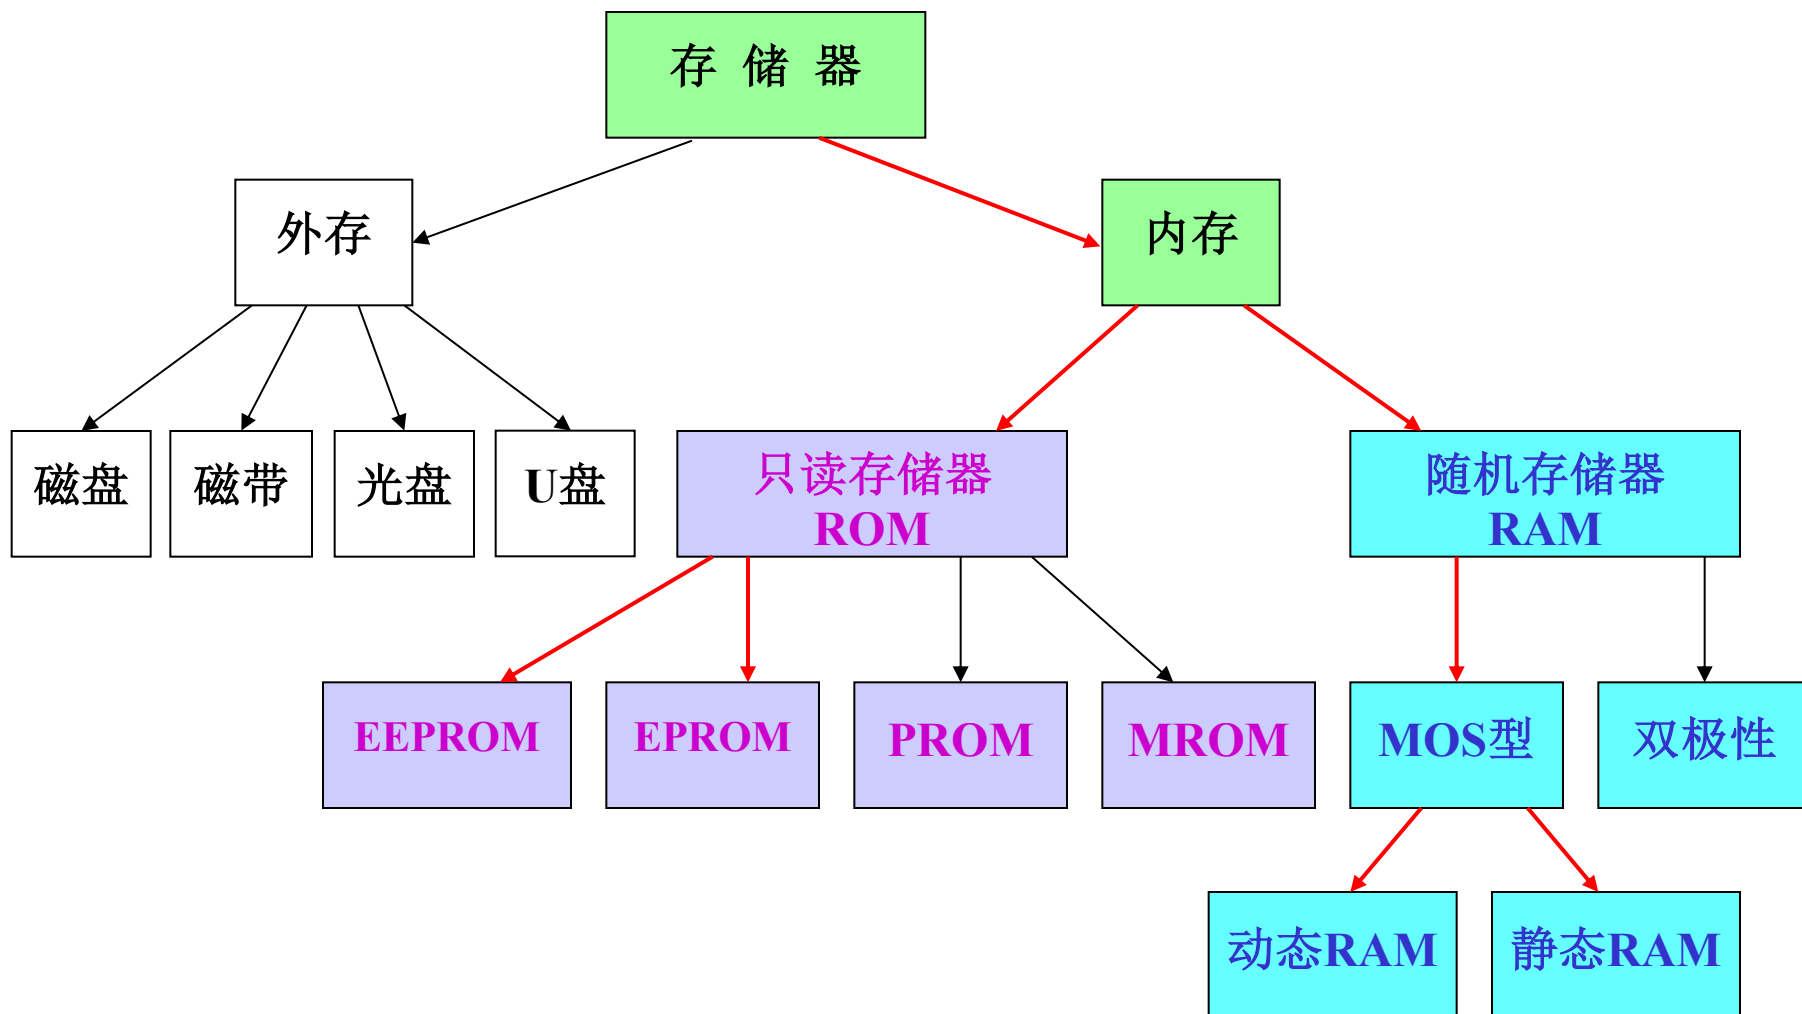 存 储 器
外存
内存
磁盘
磁带
光盘
U盘
只读存储器
ROM
随机存储器
RAM
EEPROM
EPROM
PROM
MROM
MOS型
双极性
动态RAM
静态RAM